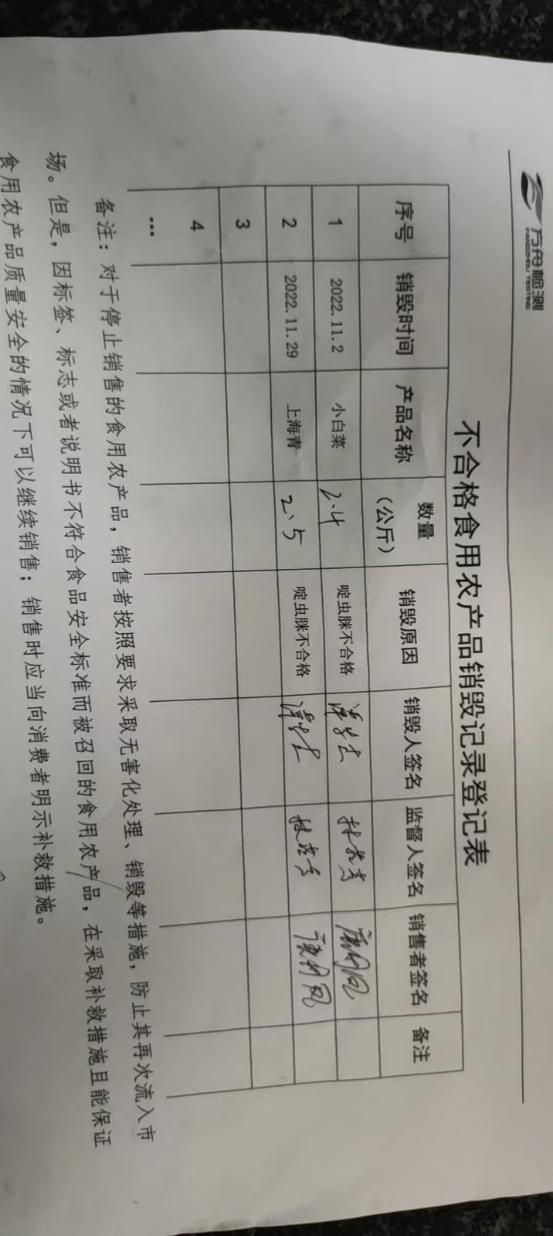 万舟检测
WANZHOU TESTING
不合格食用农产品销毁记录登记表
序号 销毁时间 产品名称 数量（公斤） 销毁原因 销毁人签名 监督人签名 销售者签名 备注
1 2022.11.2 小白菜 2.4 啶虫脒不合格
2 2022.11.29 上海青 2.5 啶虫脒不合格
3
4
…
备注：对于停止销售的食用农产品，销售者按照要求采取无害化处理、销毁等措施，防止其再次流入市
场。但是，因标签、标志或者说明书不符合食品安全标准而被召回的食用农产品，在采取补救措施且能保证
食用农产品质量安全的情况下可以继续销售；销售时应当向消费者明示补救措施。